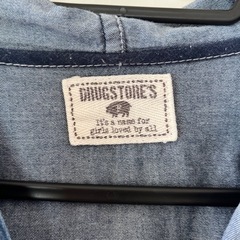 DRUGSTORE'S
it's a name for
girls loved by all